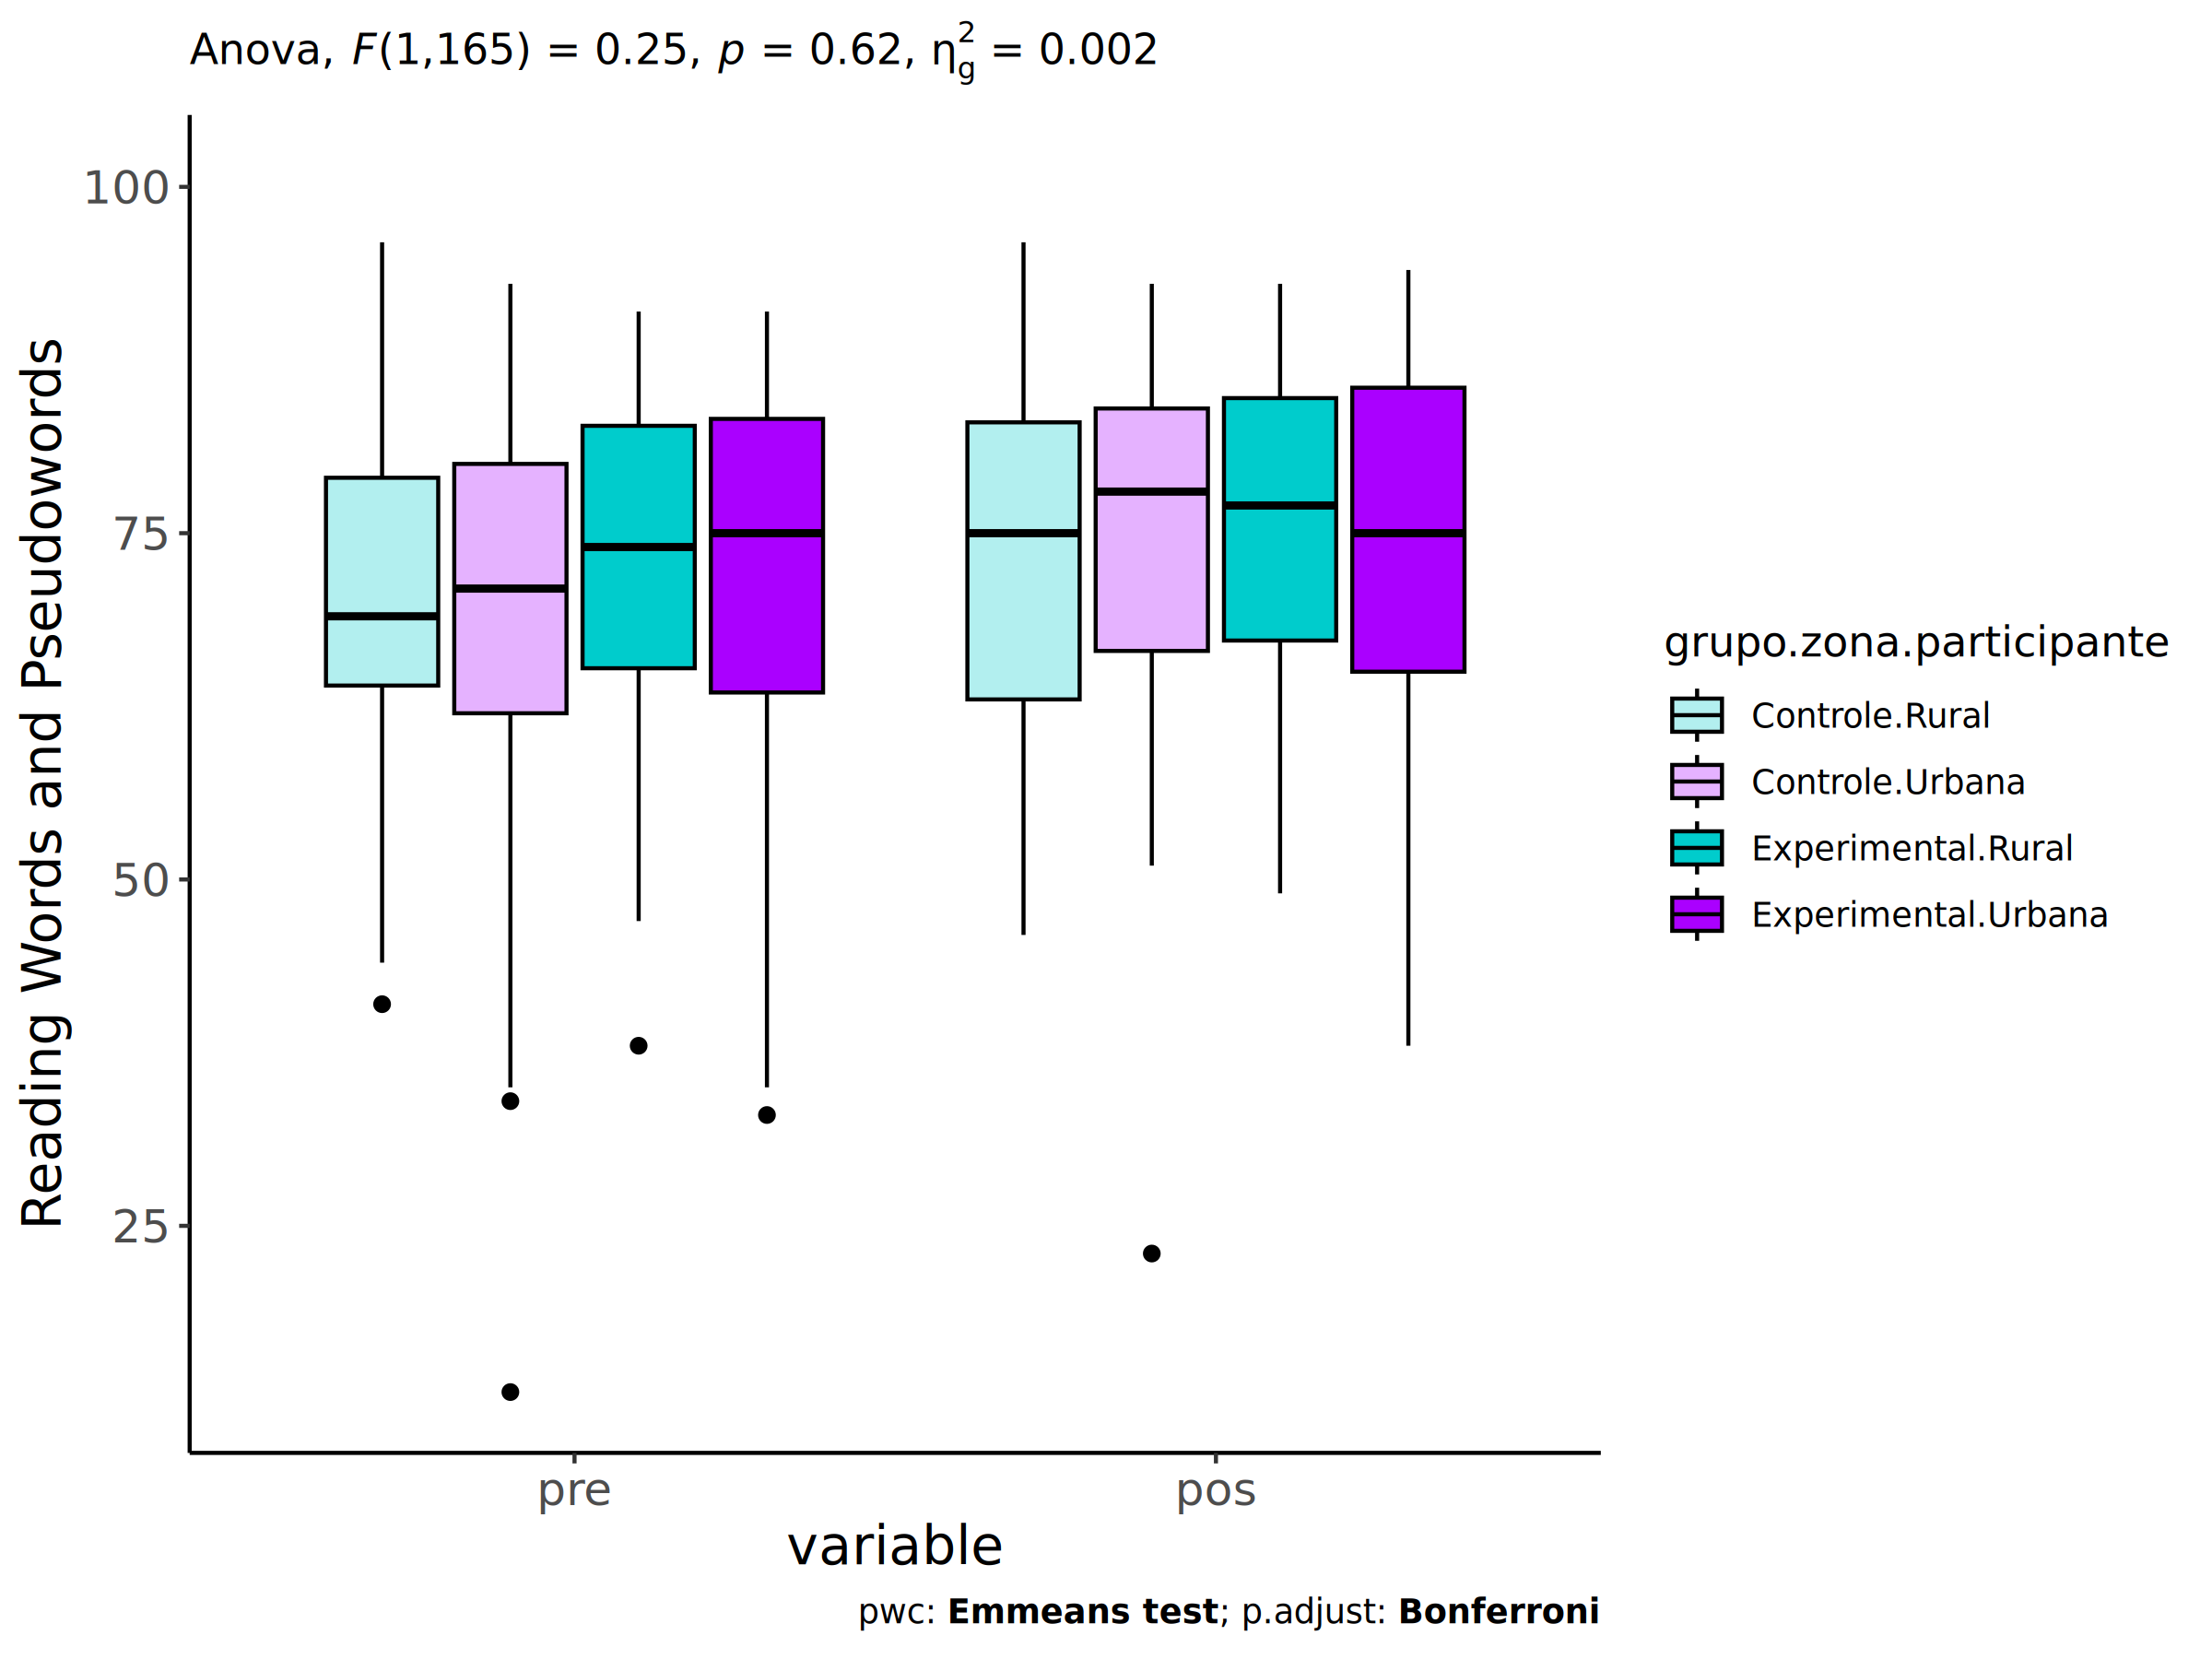 Anova, F(1,165) = 0.25, p = 0.62, η²g = 0.002
Reading Words and Pseudowords
100
75
50
25
pre
pos
variable
grupo.zona.participante
Controle.Rural
Controle.Urbana
Experimental.Rural
Experimental.Urbana
pwc: Emmeans test; p.adjust: Bonferroni